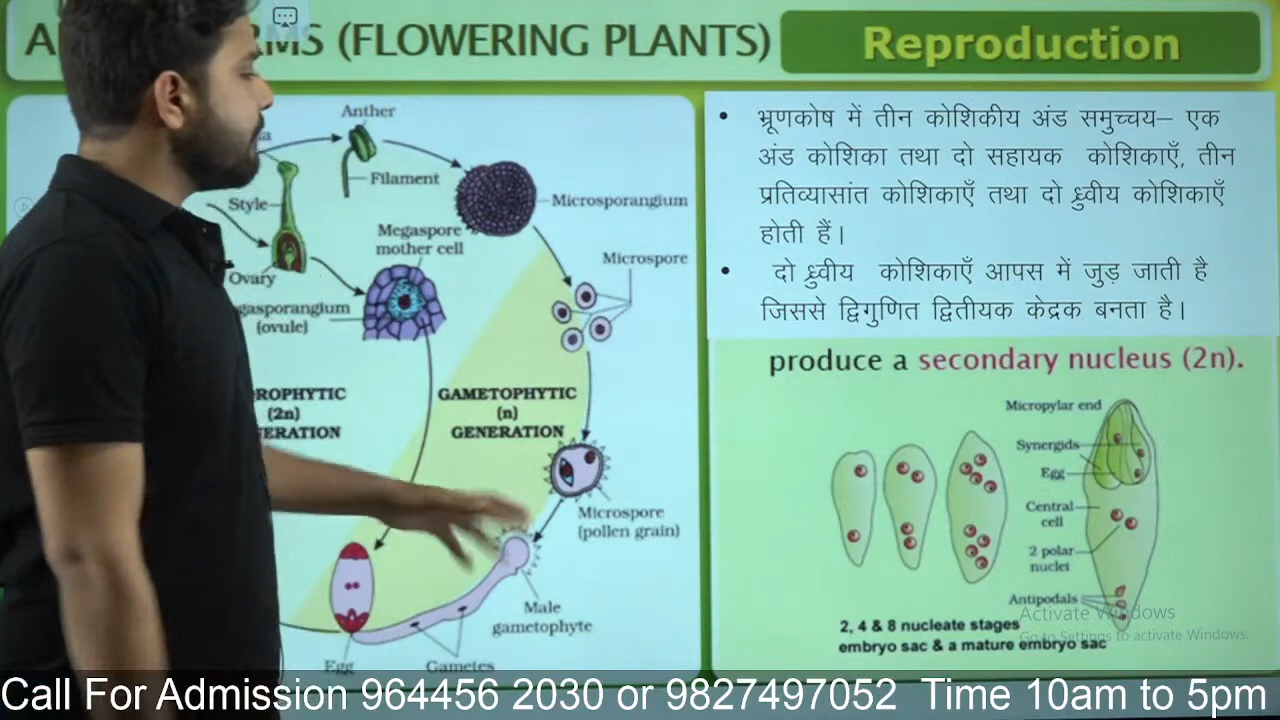 (FLOWERING PLANTS)
Reproduction
Anther
Filament
Style
Microsporangium
Megaspore
mother cell
Microspore
Ovary
(ovule)
(2n)
GAMETOPHYTIC
(n)
GENERATION
Microspore
(pollen grain)
Male
gametophyte
Egg
Gametes
• भ्रूणकोष में तीन कोशिकीय अंड समुच्चय– एक
अंड कोशिका तथा दो सहायक कोशिकाएँ, तीन
प्रतिव्यासांत कोशिकाएँ तथा दो ध्रुवीय कोशिकाएँ
होती हैं।
• दो ध्रुवीय कोशिकाएँ आपस में जुड़ जाती है
जिससे द्विगुणित द्वितीयक केद्रक बनता है।
produce a secondary nucleus (2n).
Micropylar end
Synergids
Egg
Central
cell
2 polar
nuclei
Antipodals
2, 4 & 8 nucleate stages
embryo sac & a mature embryo sac
Activate Windows
Go to Settings to activate Windows.
Call For Admission 964456 2030 or 9827497052 Time 10am to 5pm